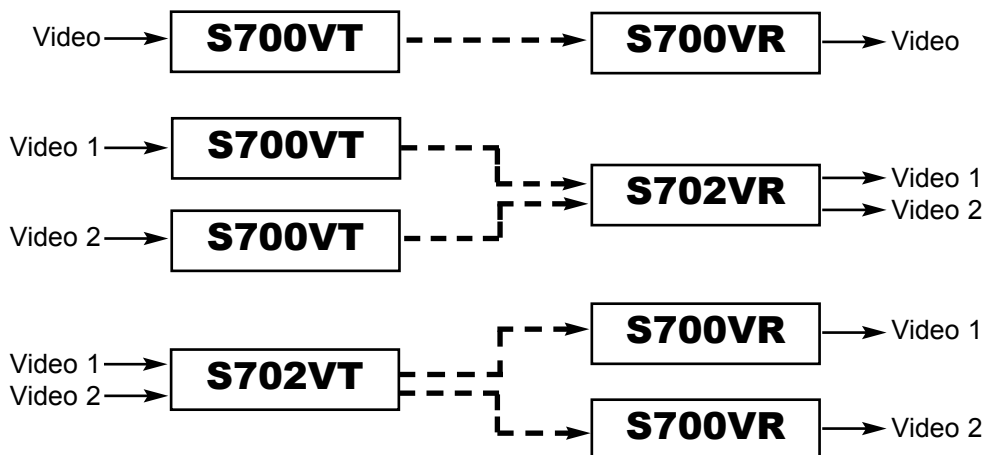 Video S700VT S700VR Video
Video 1 S700VT
S702VR Video 1
Video 2
Video 2 S700VT
S700VR Video 1
Video 1
Video 2 S702VT
S700VR Video 2